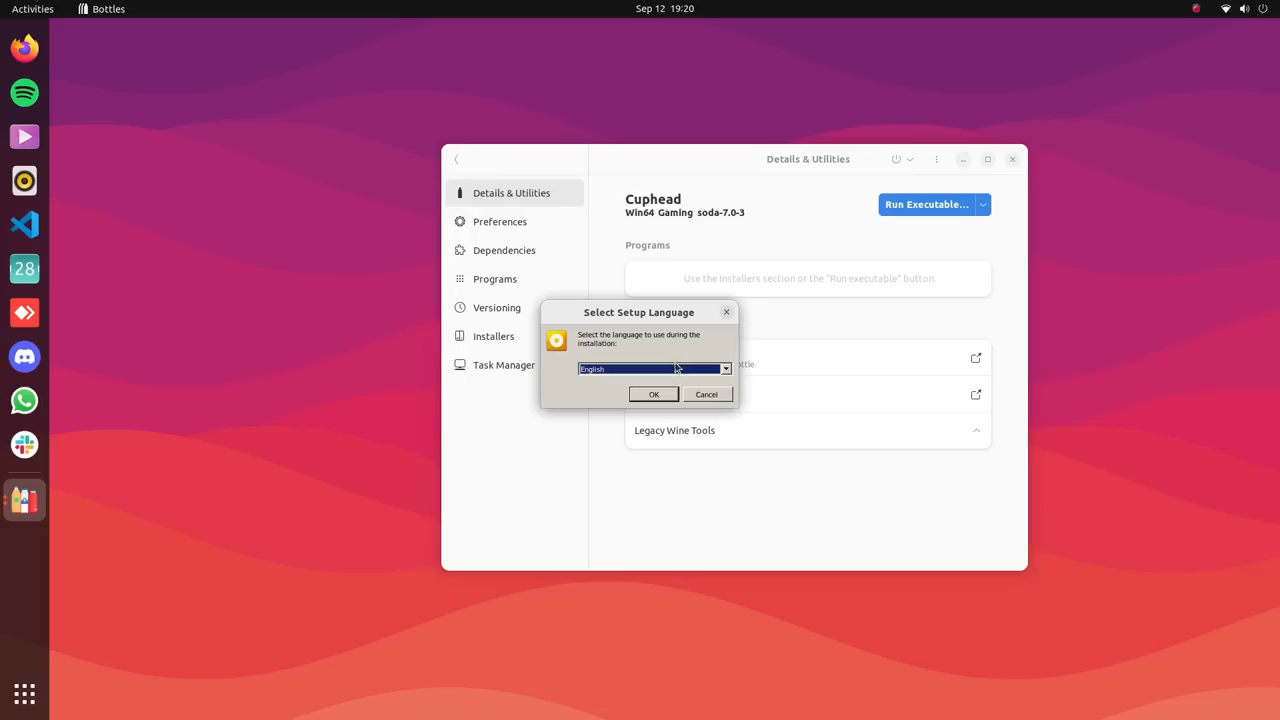 Activities
Bottles
Sep 12 19:20
28
Details & Utilities
Details & Utilities
Preferences
Dependencies
Programs
Versioning
Installers
Task Manager
Cuphead
Win64 Gaming soda-7.0-3
Run Executable...
Programs
Use the Installers section or the "Run executable" button.
Select Setup Language
Select the language to use during the
installation:
English
OK
Cancel
Legacy Wine Tools